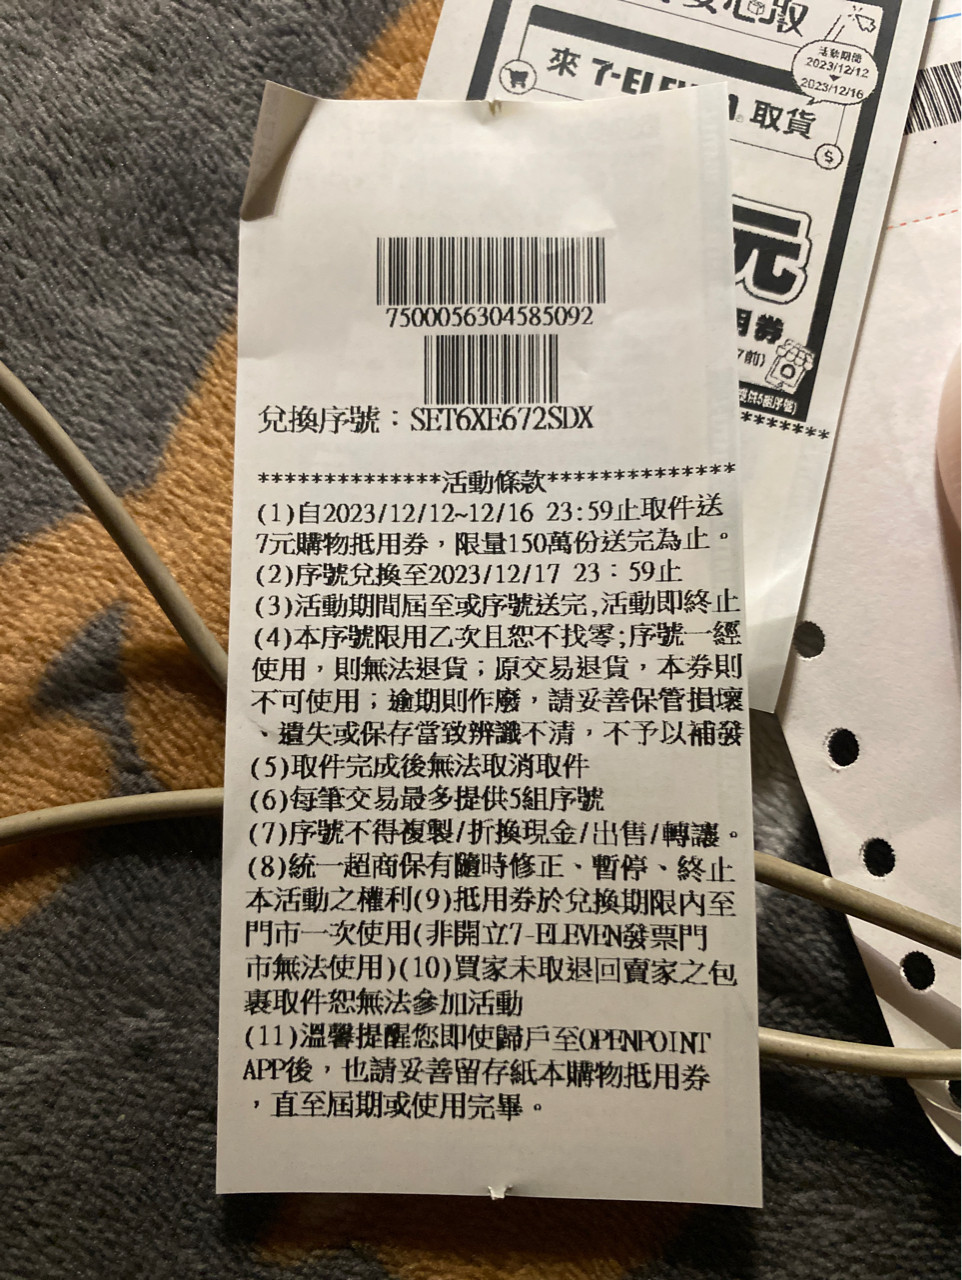 安心取
活動期間
2023/12/12
2023/12/16
來 7-ELEVEN. 取貨
$
元
用券
7500056304585092
兌換序號：SET6XE672SDX
**************活動條款**************
(1)自2023/12/12~12/16 23:59止取件送
7元購物抵用券，限量150萬份送完為止。
(2)序號兌換至2023/12/17 23：59止
(3)活動期間屆至或序號送完,活動即終止
(4)本序號限用乙次且恕不找零;序號一經
使用，則無法退貨；原交易退貨，本券則
不可使用；逾期則作廢，請妥善保管損壞
、遺失或保存當致辨識不清，不予以補發
(5)取件完成後無法取消取件
(6)每筆交易最多提供5組序號
(7)序號不得複製/折換現金/出售/轉讓。
(8)統一超商保有隨時修正、暫停、終止
本活動之權利(9)抵用券於兌換期限內至
門市一次使用(非開立7-ELEVEN發票門
市無法使用)(10)買家未取退回賣家之包
裹取件恕無法參加活動
(11)溫馨提醒您即使歸戶至OPENPOINT
APP後，也請妥善留存紙本購物抵用券
，直至屆期或使用完畢。